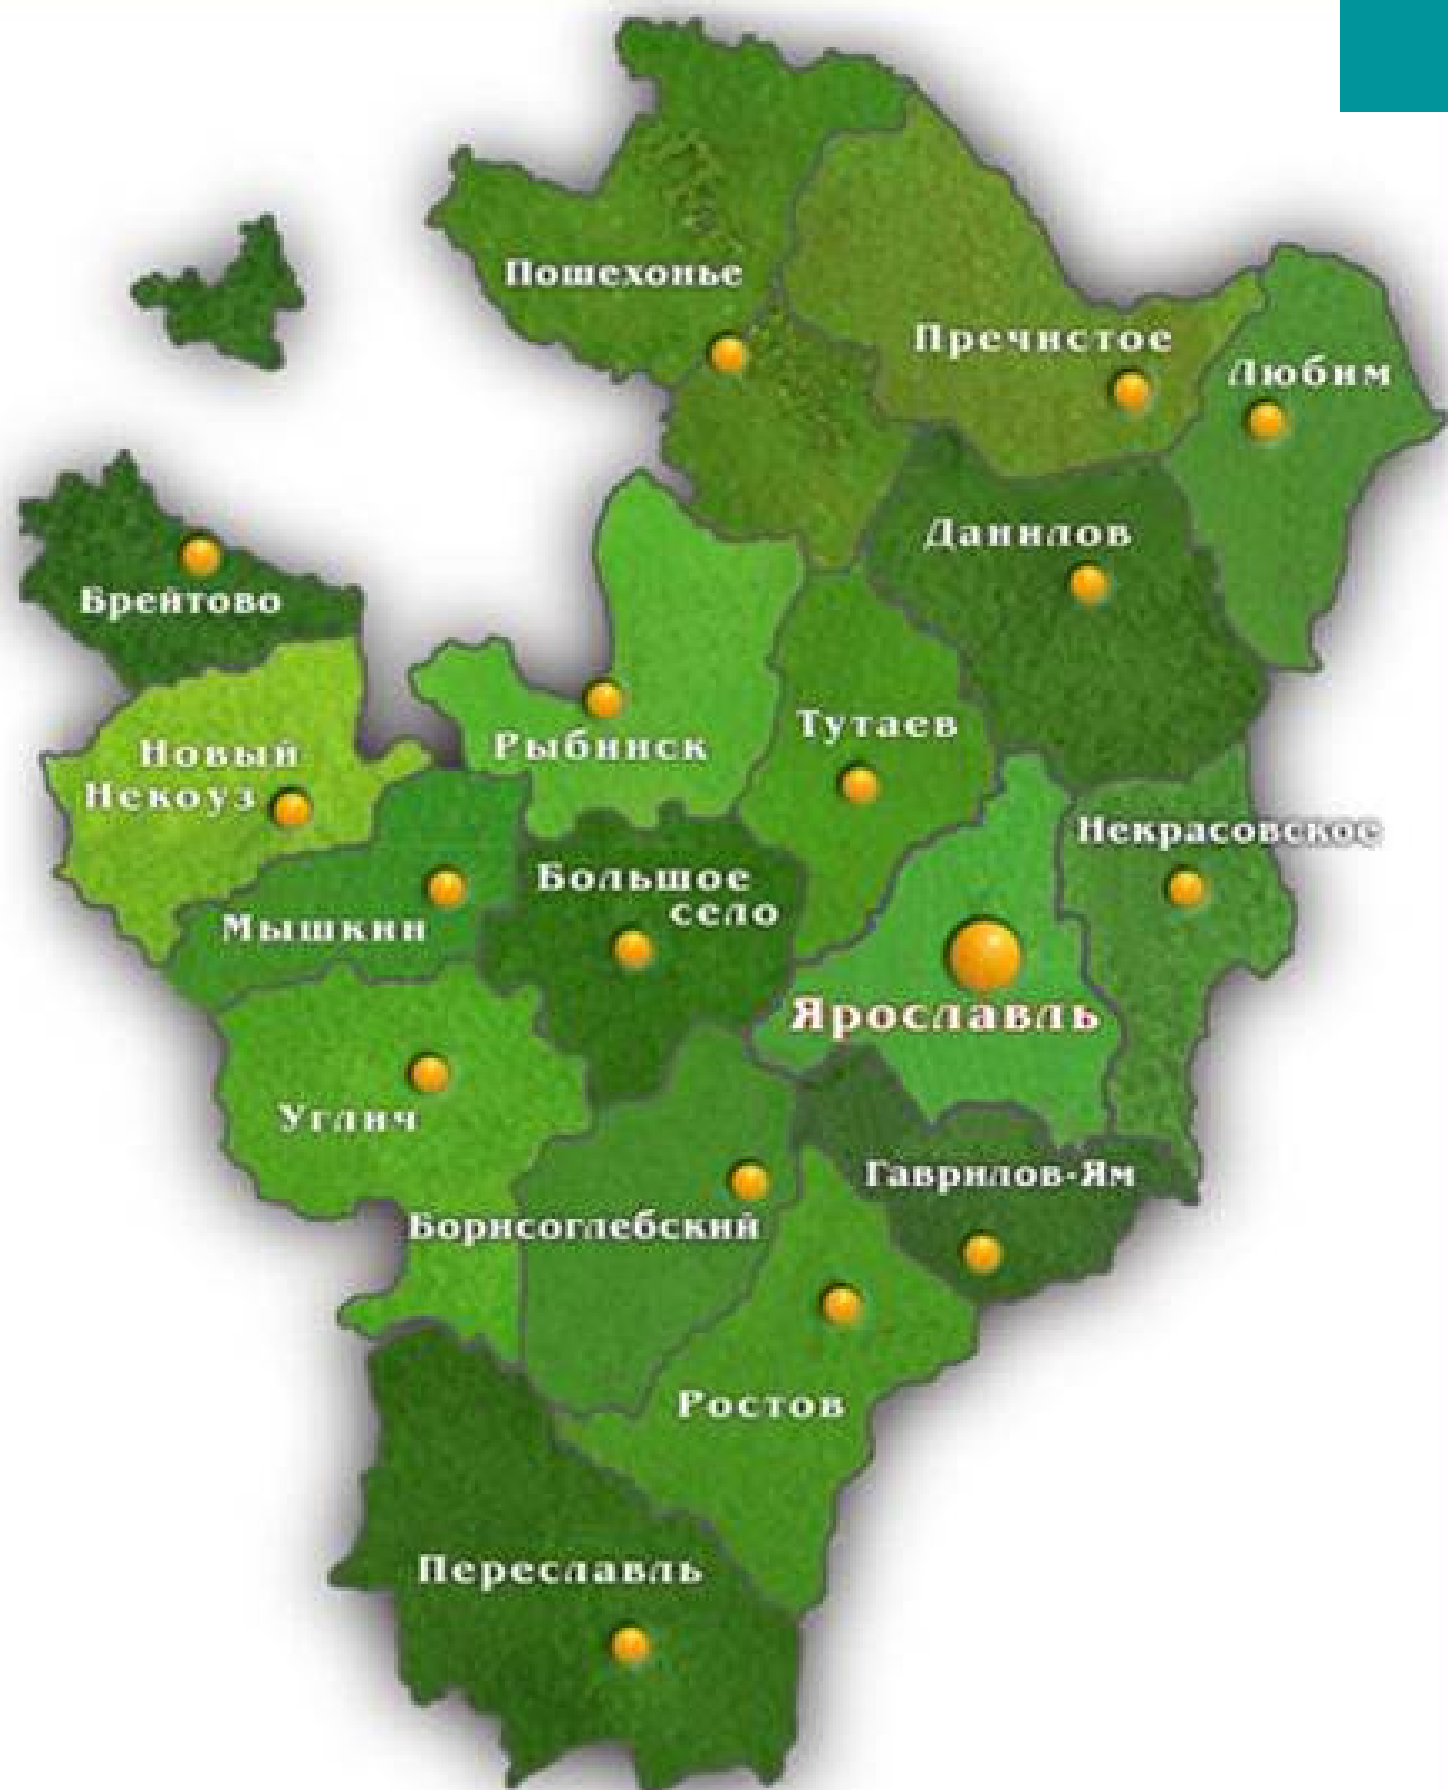 Пошехонье
Пречистое
Любим
Данилов
Брейтово
Тутаев
Рыбинск
Новый
Некоуз
Некрасовское
Большое
село
Мышкин
Ярославль
Углич
Гаврилов-Ям
Борисоглебский
Ростов
Переславль